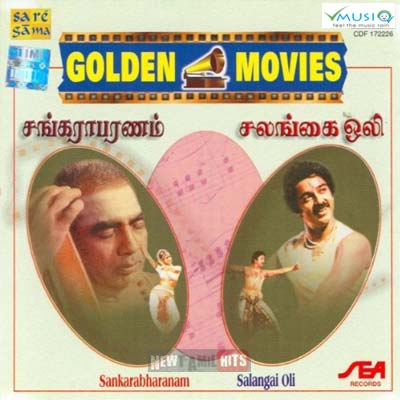 sa re
ga ma
VMUSIQ
feel the music rain
CDF 172226
GOLDEN MOVIES
சங்கராபரணம்
சலங்கை ஒலி
NEW TAMIL HITS
Sankarabharanam
Salangai Oli
SEA
RECORDS